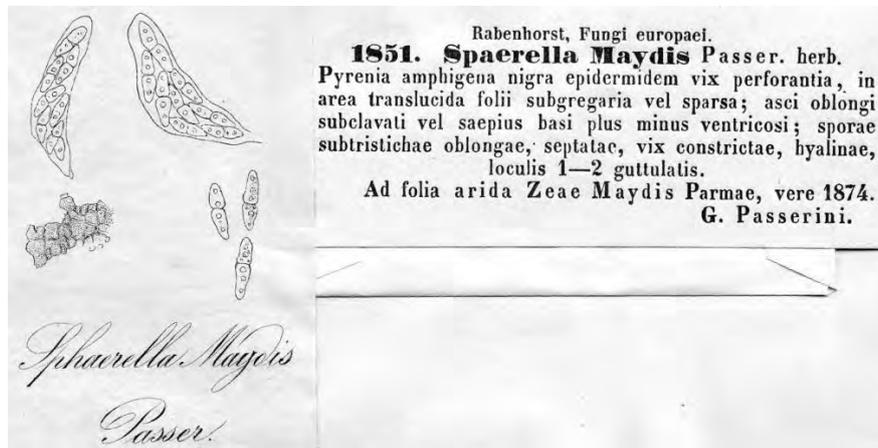 Rabenhorst, Fungi europaei.
1851. Spaerella Maydis Passer. herb.
Pyrenia amphigena nigra epidermidem vix perforantia, in
area translucida folii subgregaria vel sparsa; asci oblongi
subclavati vel saepius basi plus minus ventricosi; sporae
subtristichae oblongae, septatae, vix constrictae, hyalinae,
loculis 1—2 guttulatis.
Ad folia arida Zeae Maydis Parmae, vere 1874.
G. Passerini.
Sphaerella Maydis
Passer.